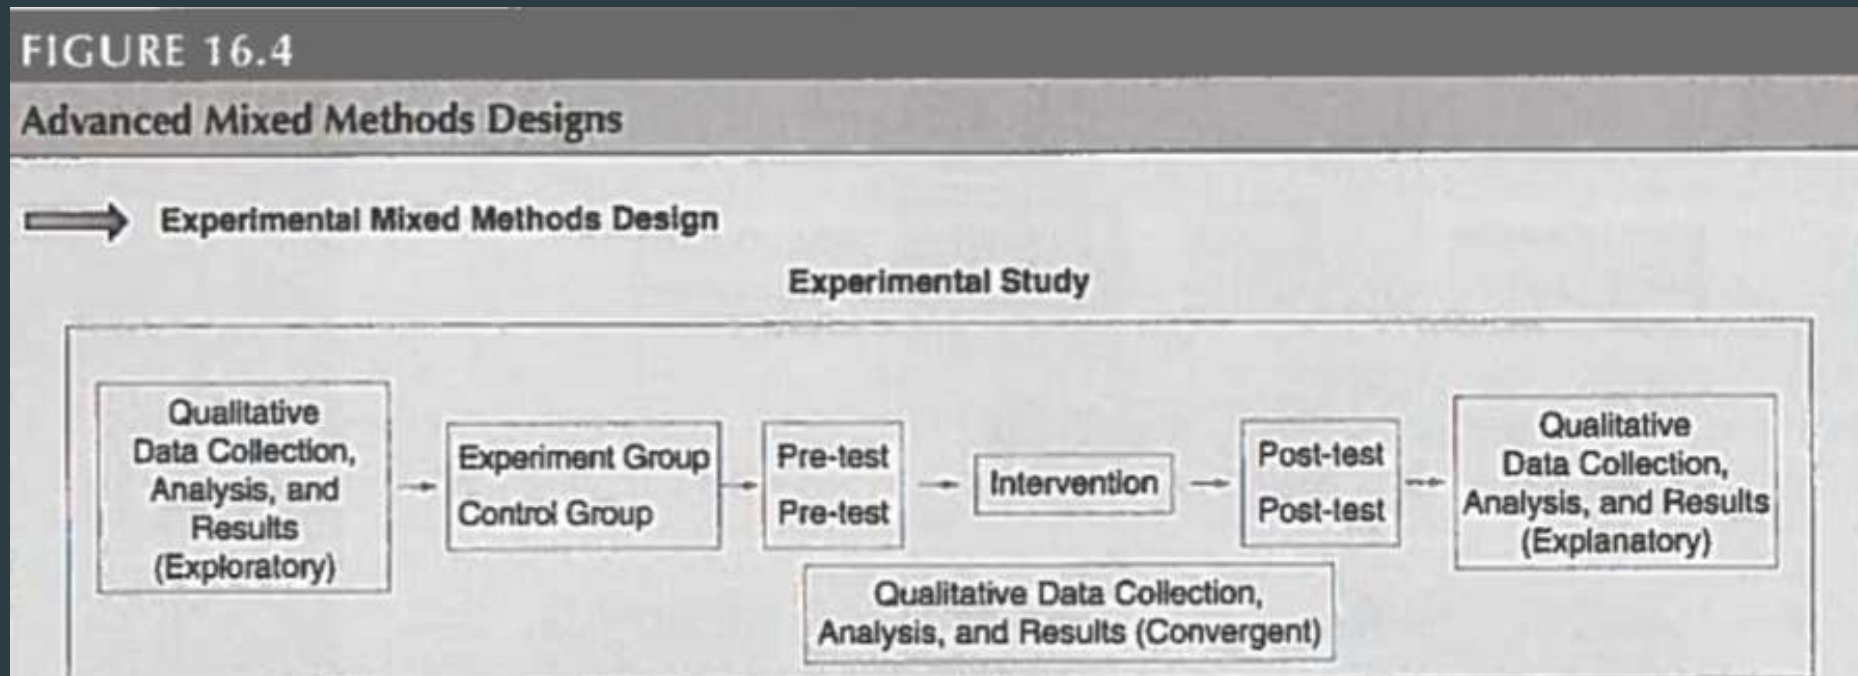 FIGURE 16.4
Advanced Mixed Methods Designs
Experimental Mixed Methods Design
Experimental Study
Qualitative
Data Collection,
Analysis, and
Results
(Exploratory)
Experiment Group
Control Group
Pre-test
Pre-test
Intervention
Post-test
Post-test
Qualitative
Data Collection,
Analysis, and Results
(Explanatory)
Qualitative Data Collection,
Analysis, and Results (Convergent)